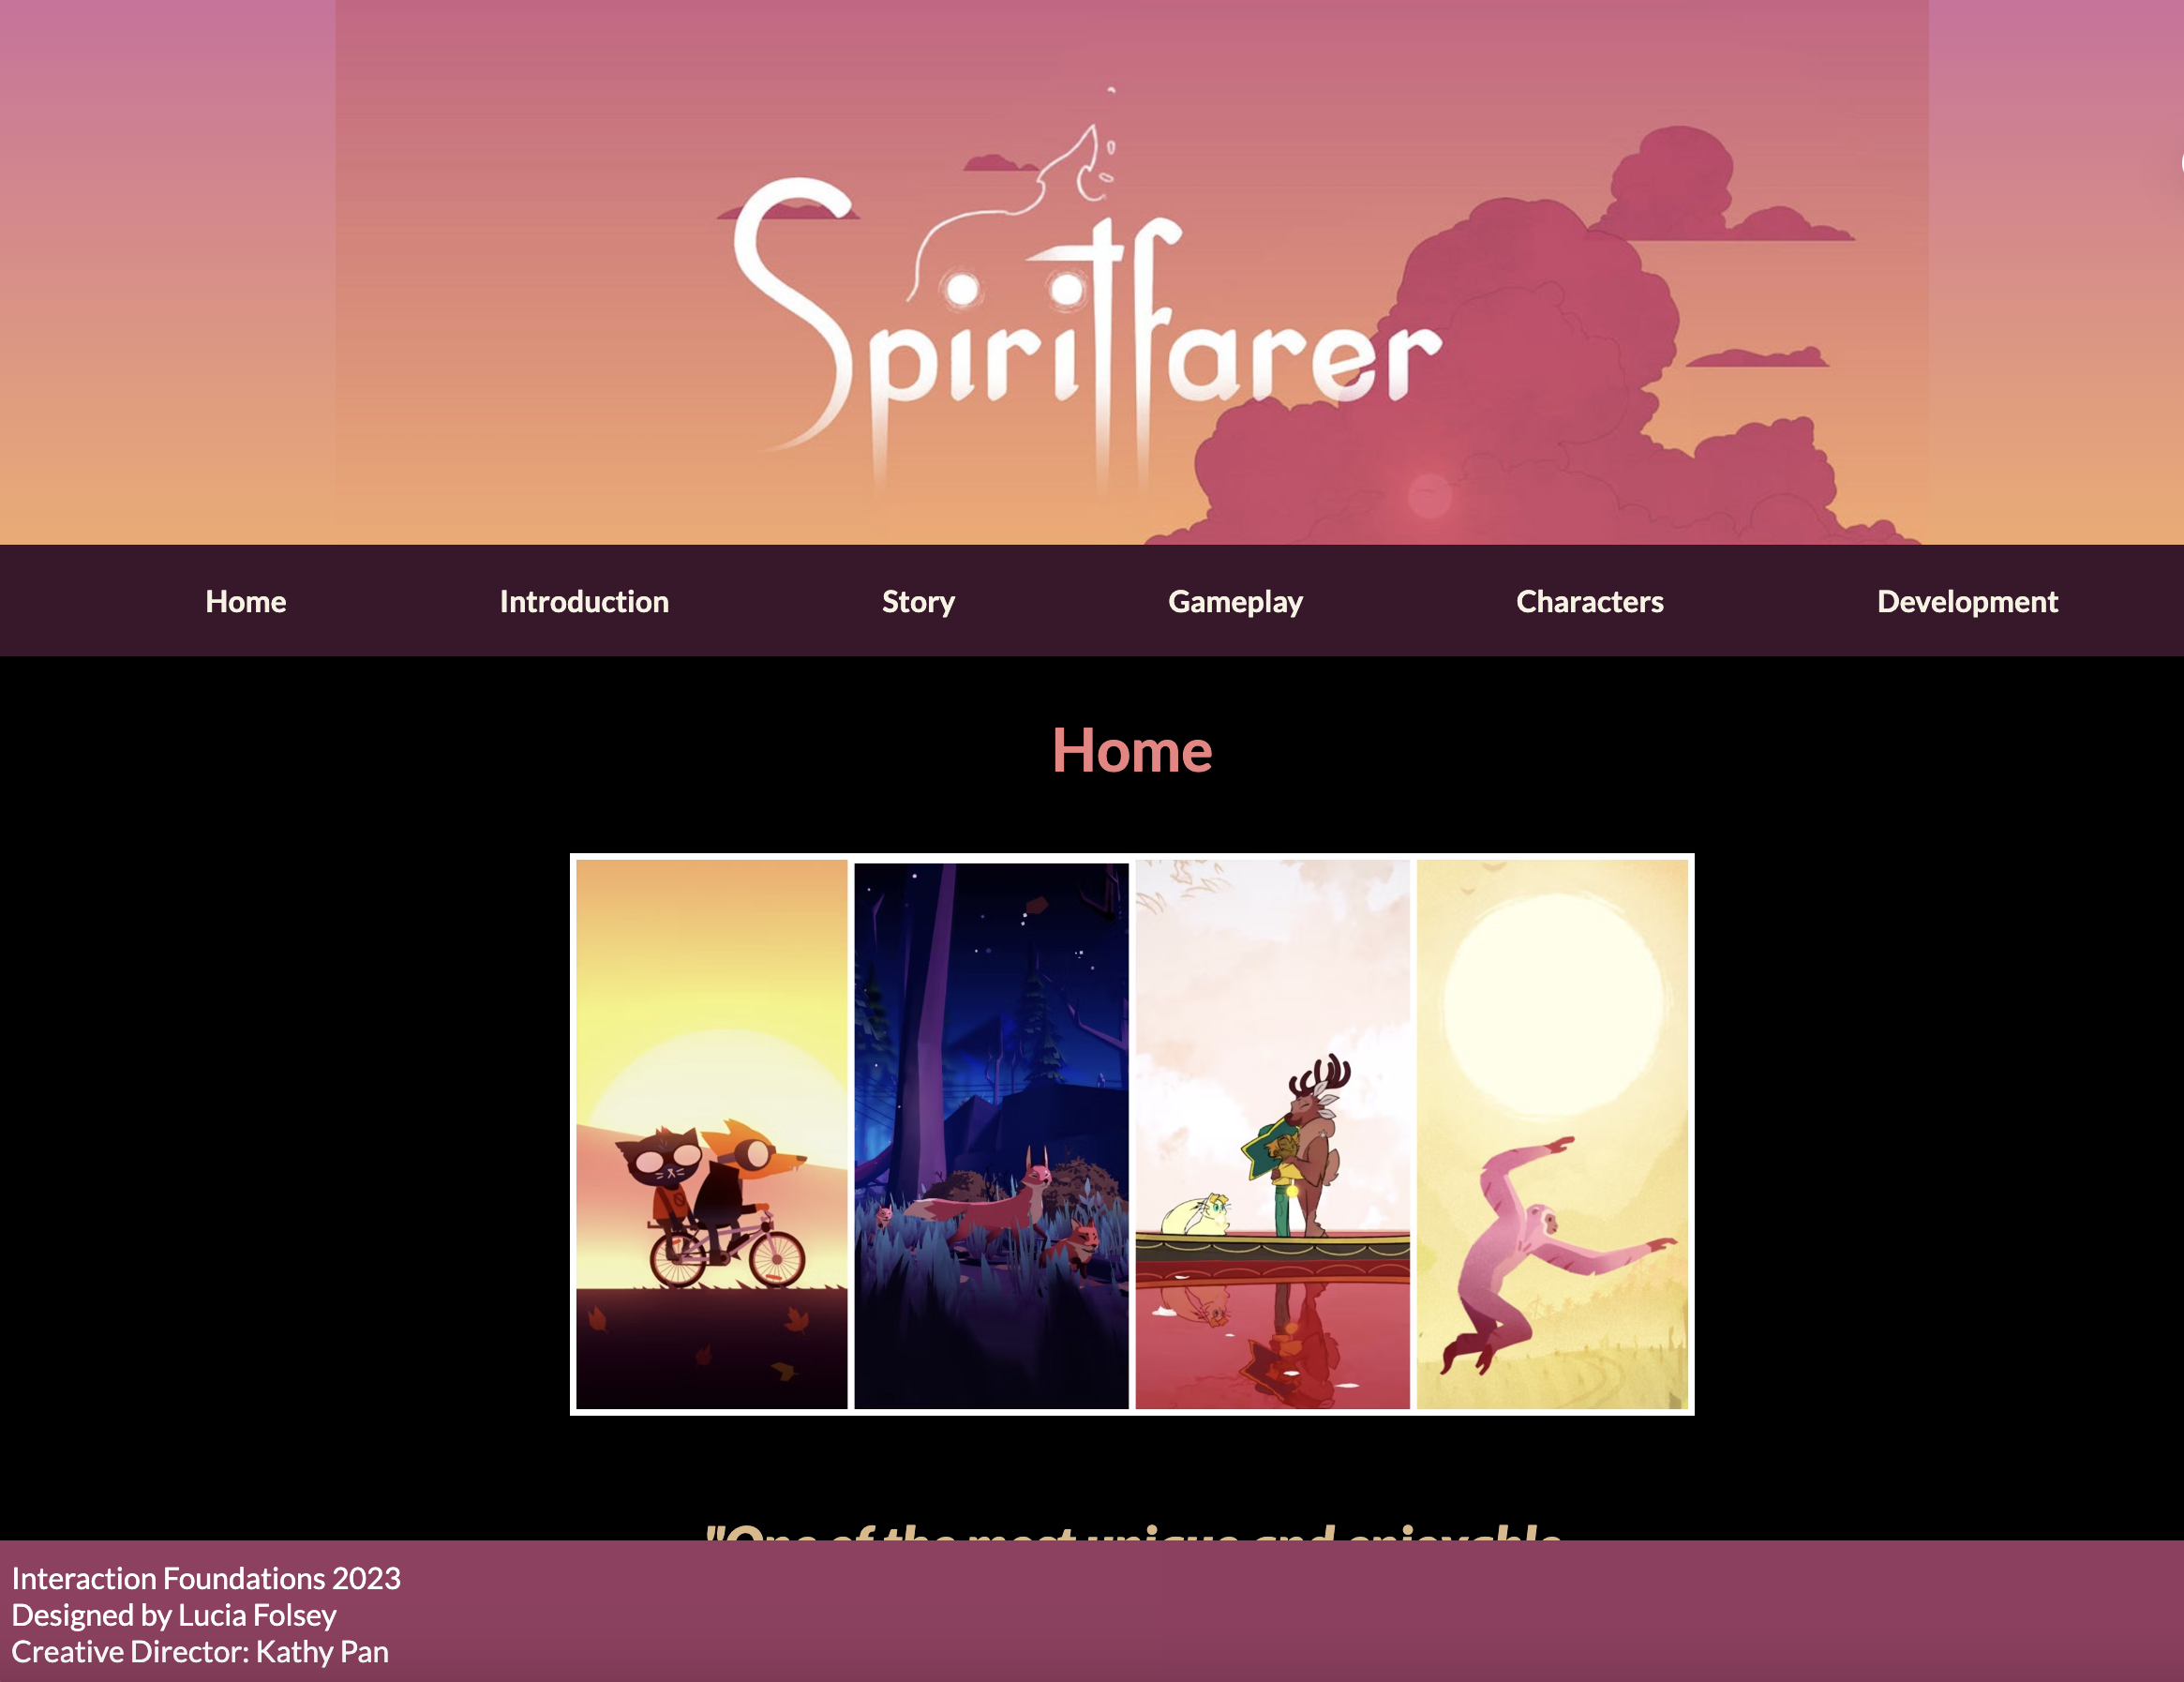 Spiritfarer
Home Introduction Story Gameplay Characters Development
Home
"One of the most unique and enjoyable
Interaction Foundations 2023
Designed by Lucia Folsey
Creative Director: Kathy Pan